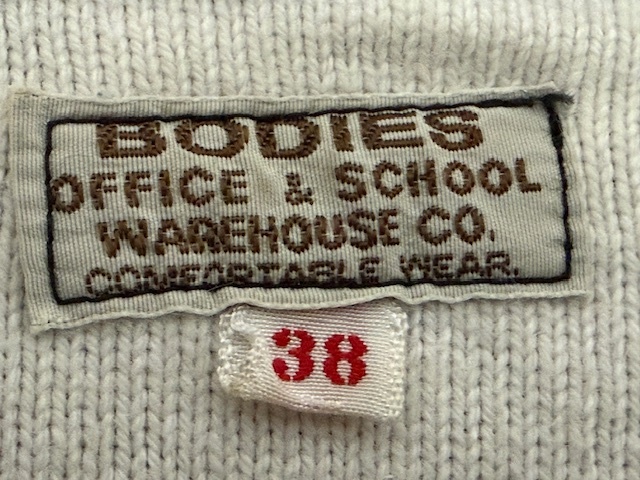 BODIES
OFFICE & SCHOOL
WAREHOUSE CO.
COMFORTABLE WEAR.
38